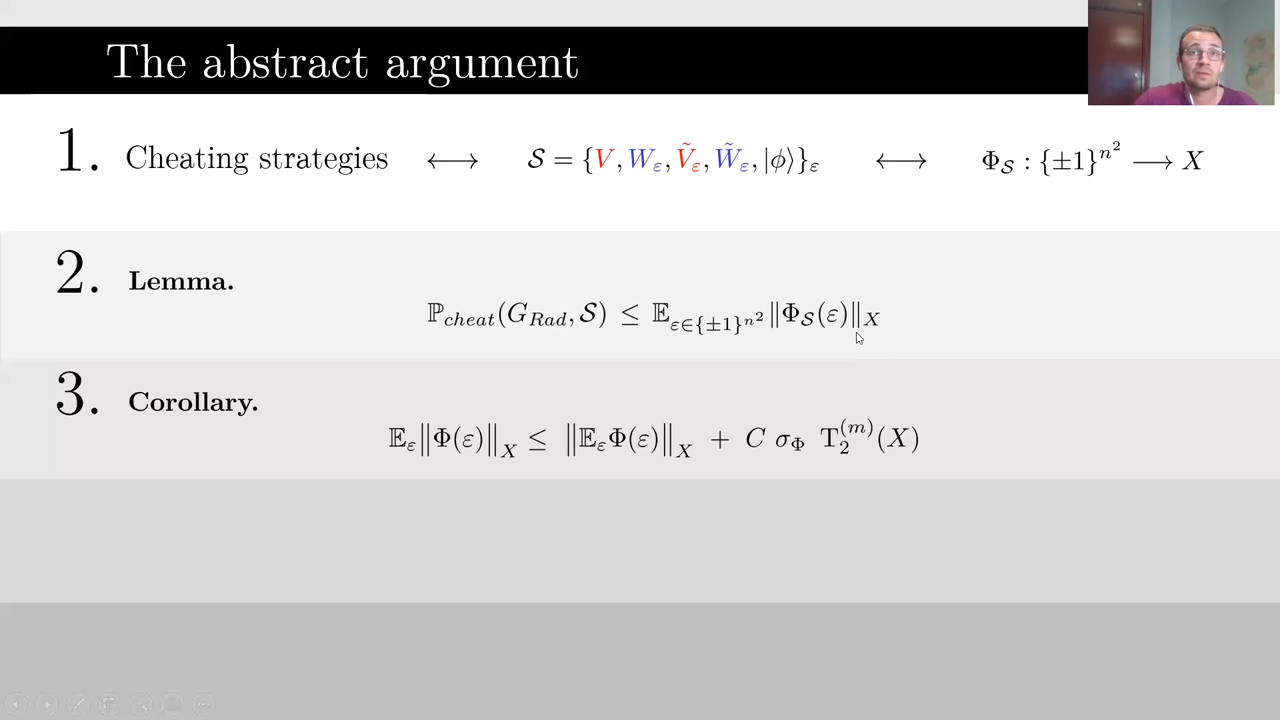 The abstract argument
1. Cheating strategies ⟷ 𝒮 = {V, W_ε, Ṽ_ε, W̃_ε, |ϕ⟩}_ε ⟷ Φ_𝒮 : {±1}^{n^2} ⟶ X
2. Lemma.
ℙ_{cheat}(G_{Rad}, 𝒮) ≤ 𝔼_{ε∈{±1}^{n^2}} ‖Φ_𝒮(ε)‖_X
3. Corollary.
𝔼_ε‖Φ(ε)‖_X ≤ ‖𝔼_εΦ(ε)‖_X + C σ_Φ T_2^{(m)}(X)